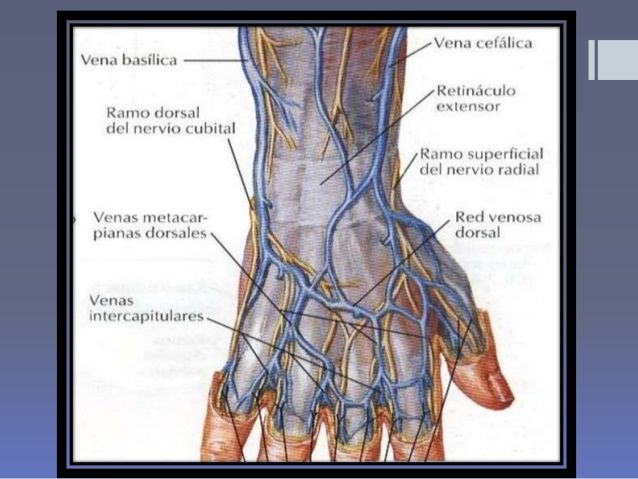 Vena basílica
Vena cefálica
Ramo dorsal
del nervio cubital
Retináculo
extensor
Ramo superficial
del nervio radial
Venas metacar-
pianas dorsales
Red venosa
dorsal
Venas
intercapitulares